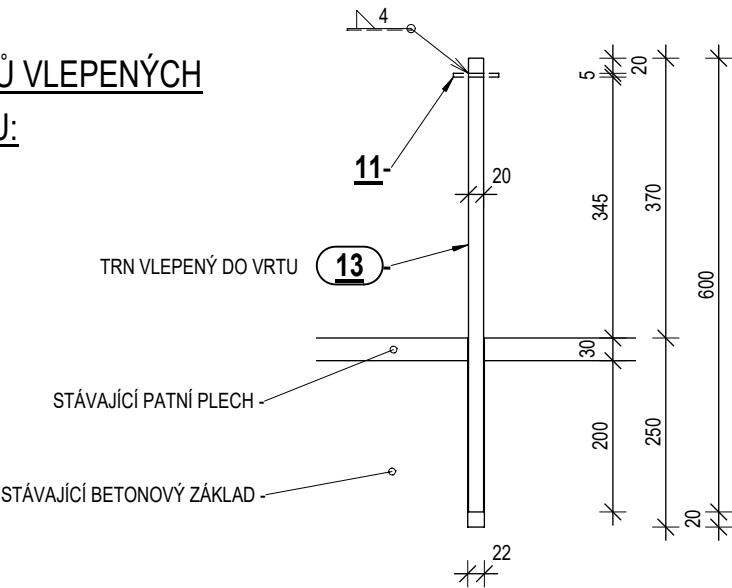 4
Ů VLEPENÝCH
U:
11
20
TRN VLEPENÝ DO VRTU 13
STÁVAJÍCÍ PATNÍ PLECH
STÁVAJÍCÍ BETONOVÝ ZÁKLAD
22
5
20
345
370
600
30
200
250
20